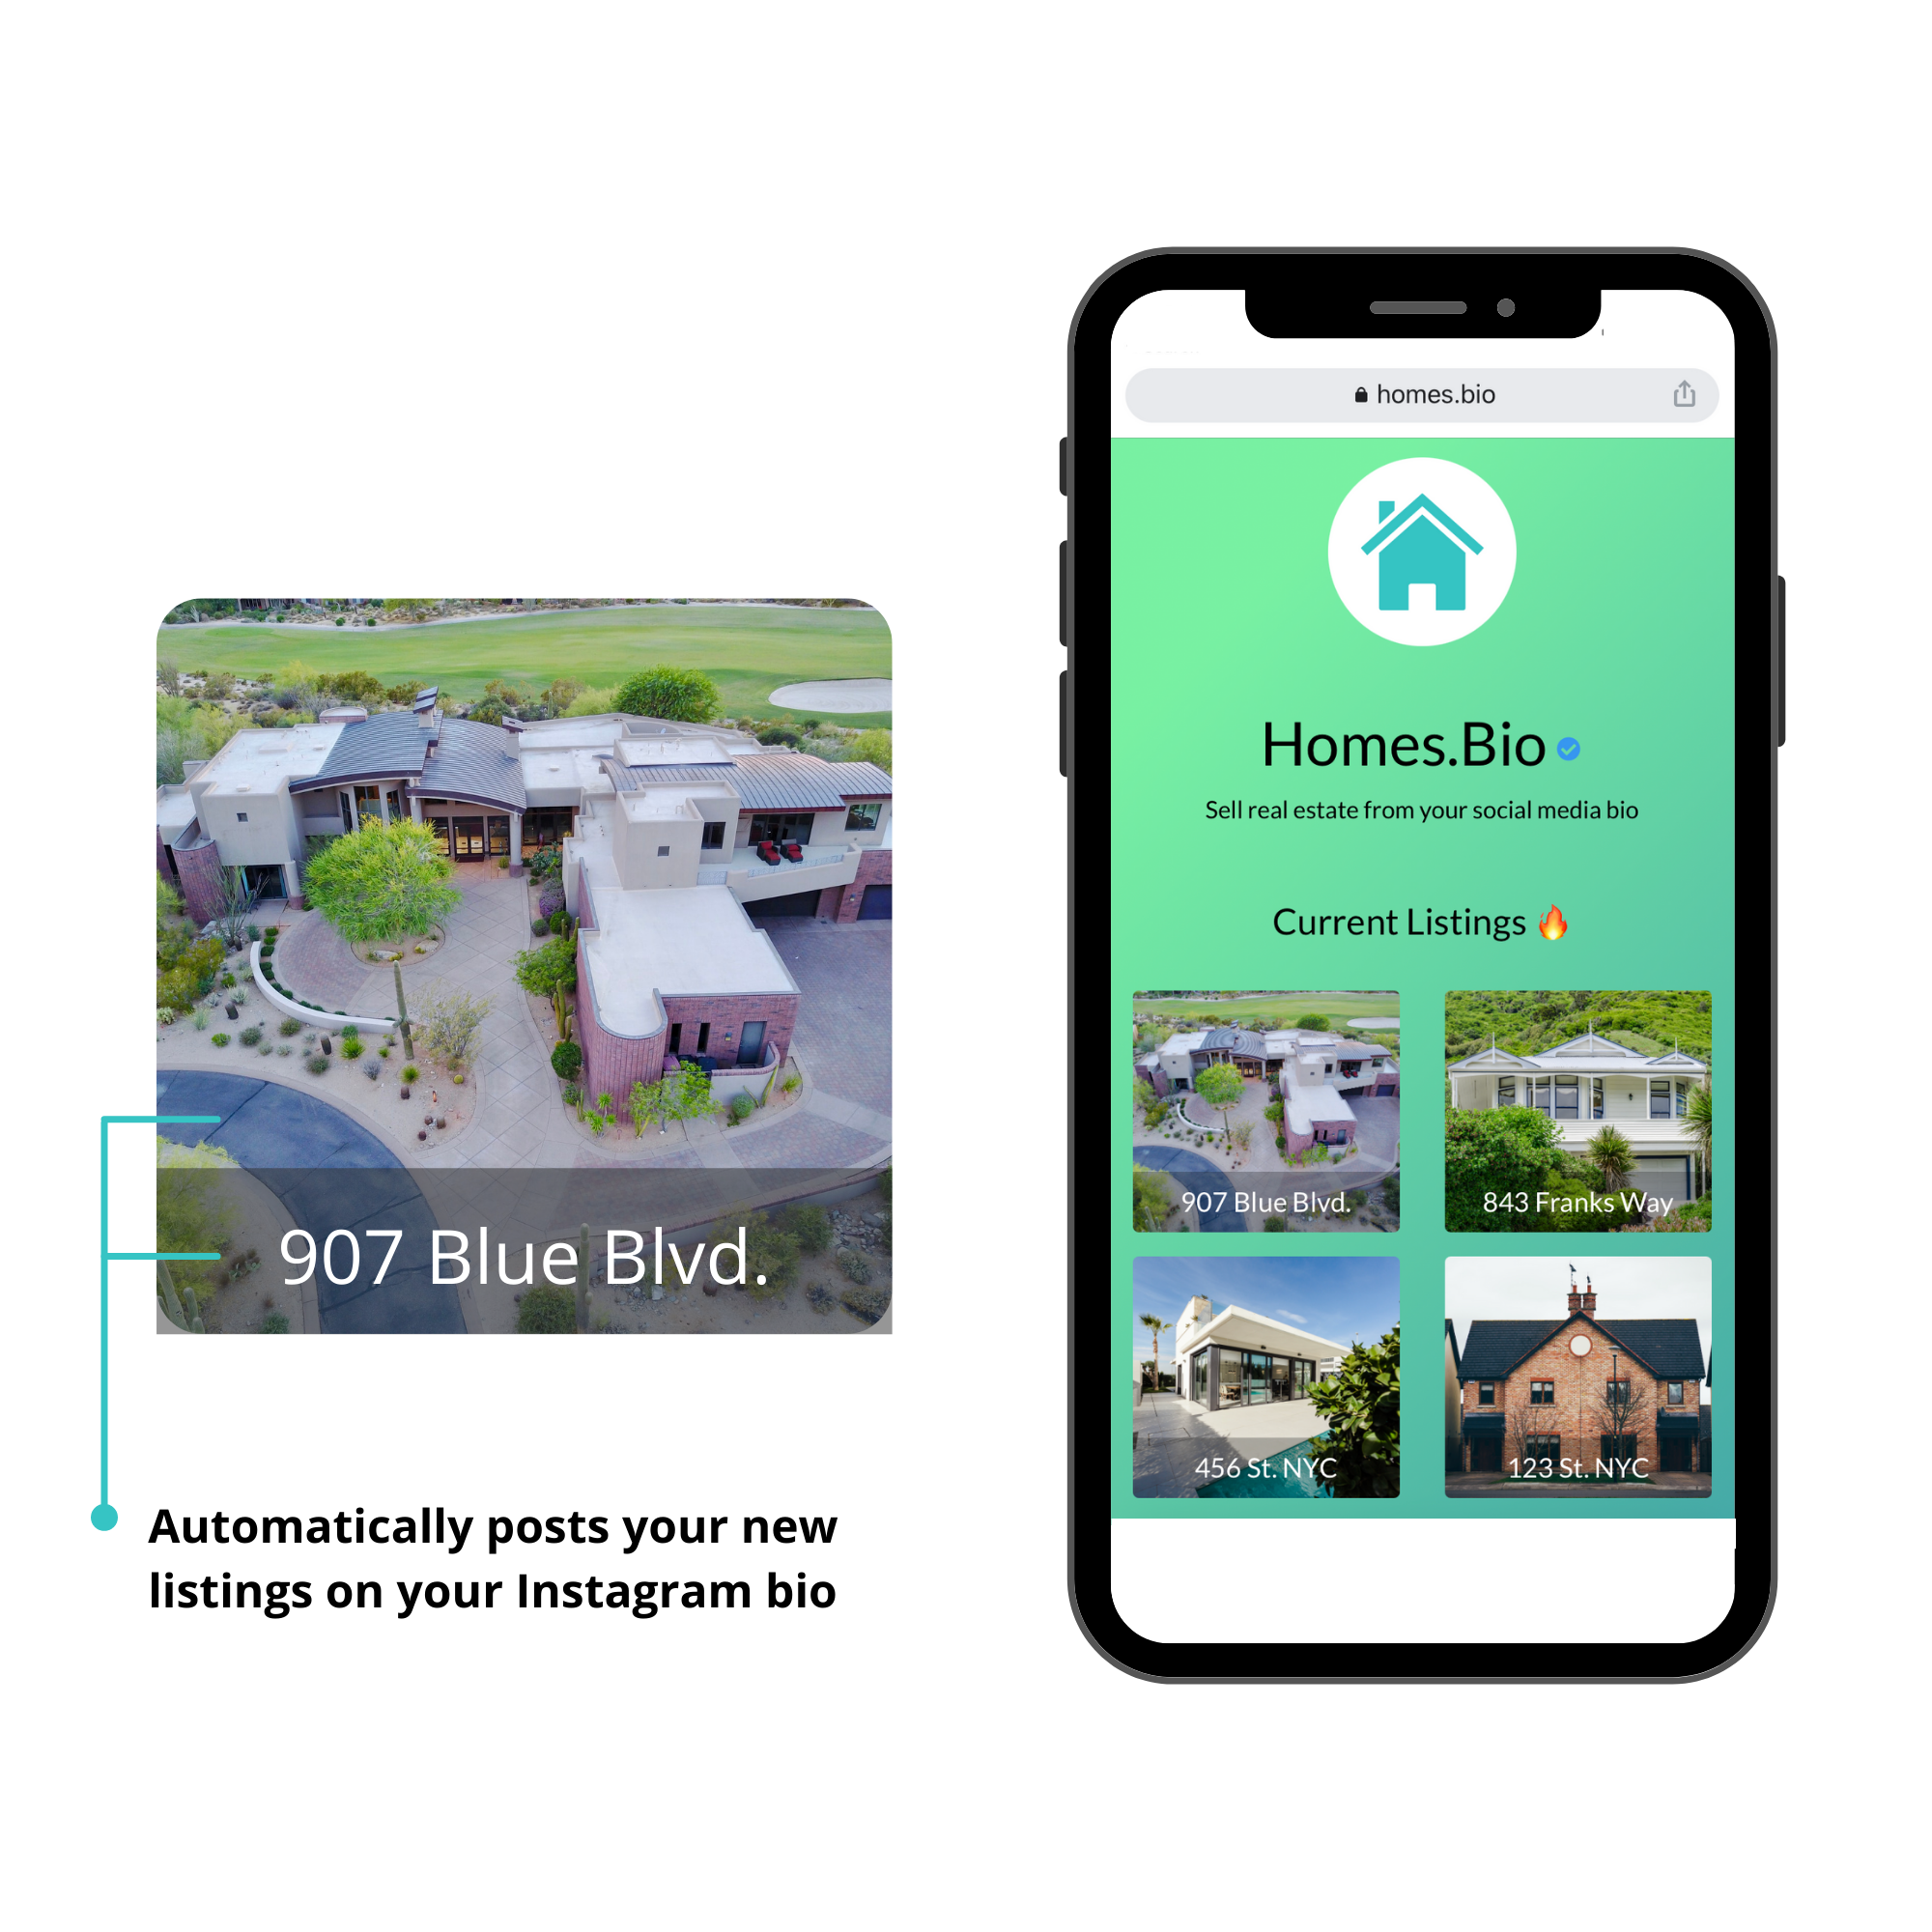 907 Blue Blvd.
Automatically posts your new
listings on your Instagram bio
homes.bio
Homes.Bio
Sell real estate from your social media bio
Current Listings 🔥
907 Blue Blvd.
843 Franks Way
456 St. NYC
123 St. NYC